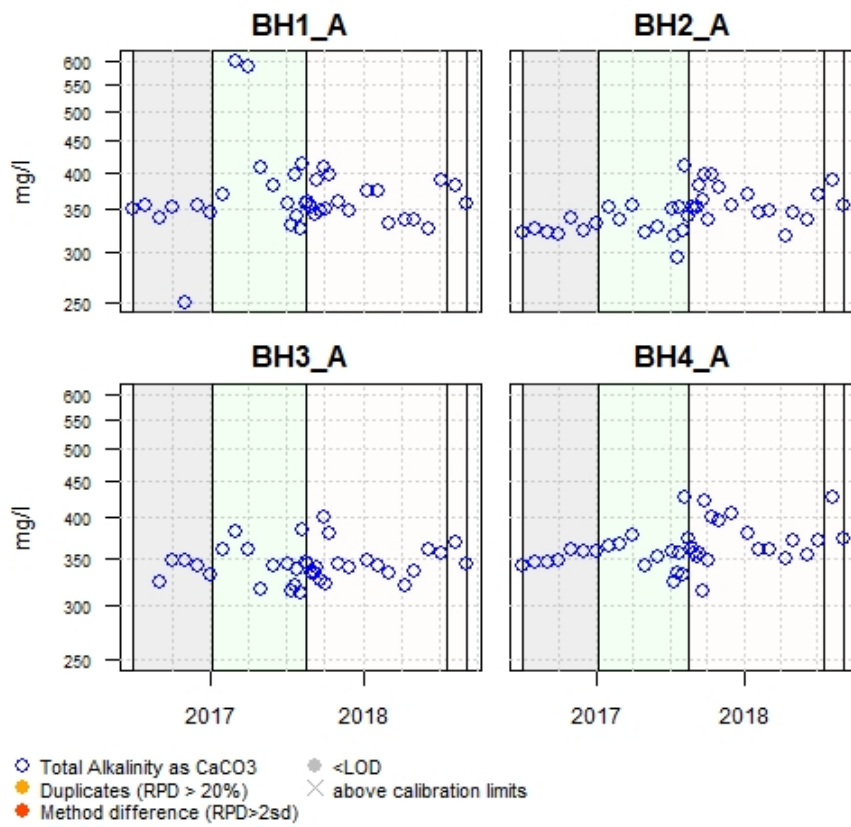 BH1_A
BH2_A
mg/l
600
550
500
450
400
350
300
250
BH3_A
BH4_A
mg/l
600
550
500
450
400
350
300
250
2017
2018
2017
2018
Total Alkalinity as CaCO3
<LOD
Duplicates (RPD > 20%)
above calibration limits
Method difference (RPD>2sd)